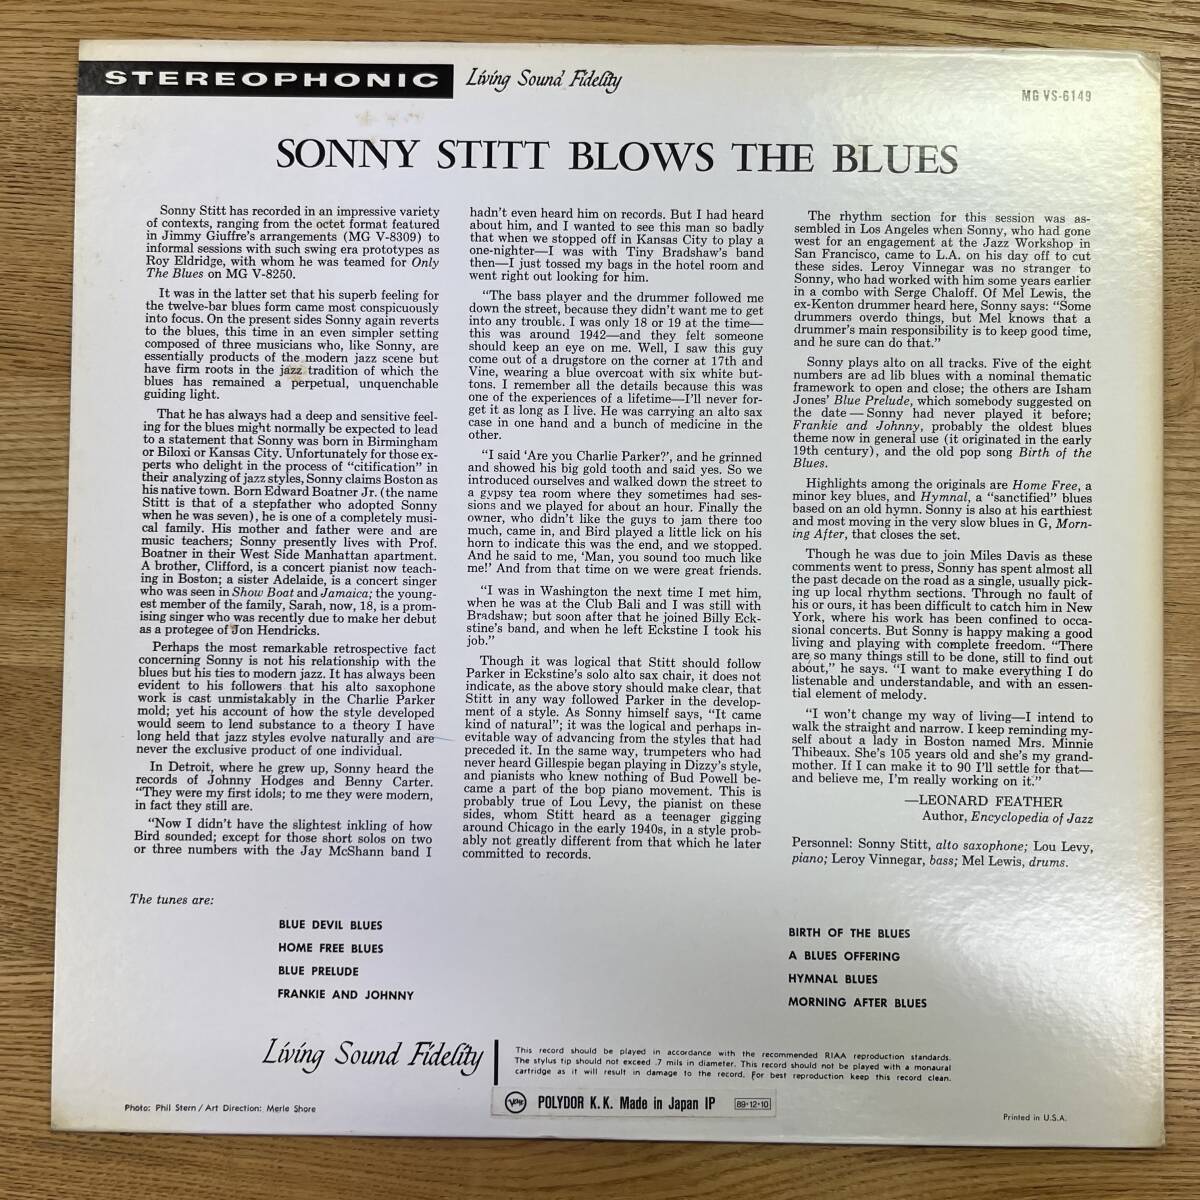 STEREOPHONIC
Living Sound Fidelity
MG VS-6149
SONNY STITT BLOWS THE BLUES
Sonny Stitt has recorded in an impressive variety
of contexts, ranging from the octet format featured
in Jimmy Giuffre's arrangements (MG V-8309) to
informal sessions with such swing era prototypes as
Roy Eldridge, with whom he was teamed for Only
The Blues on MG V-8250.
It was in the latter set that his superb feeling for
the twelve-bar blues form came most conspicuously
into focus. On the present sides Sonny again reverts
to the blues, this time in an even simpler setting
composed of three musicians who, like Sonny, are
essentially products of the modern jazz scene but
have firm roots in the jazz tradition of which the
blues has remained a perpetual, unquenchable
guiding light.
That he has always had a deep and sensitive feel-
ing for the blues might normally be expected to lead
to a statement that Sonny was born in Birmingham
or Biloxi or Kansas City. Unfortunately for those ex-
perts who delight in the process of "citification" in
their analyzing of jazz styles, Sonny claims Boston as
his native town. Born Edward Boatner Jr. (the name
Stitt is that of a stepfather who adopted Sonny
when he was seven), he is one of a completely musi-
cal family. His mother and father were and are
music teachers; Sonny presently lives with Prof.
Boatner in their West Side Manhattan apartment.
A brother, Clifford, is a concert pianist now teach-
ing in Boston; a sister Adelaide, is a concert singer
who was seen in Show Boat and Jamaica; the young-
est member of the family, Sarah, now, 18, is a prom-
ising singer who was recently due to make her debut
as a protegee of Jon Hendricks.
Perhaps the most remarkable retrospective fact
concerning Sonny is not his relationship with the
blues but his ties to modern jazz. It has always been
evident to his followers that his alto saxophone
work is cast unmistakably in the Charlie Parker
mold; yet his account of how the style developed
would seem to lend substance to a theory I have
long held that jazz styles evolve naturally and are
never the exclusive product of one individual.
In Detroit, where he grew up, Sonny heard the
records of Johnny Hodges and Benny Carter.
"They were my first idols; to me they were modern,
in fact they still are.
"Now I didn't have the slightest inkling of how
Bird sounded; except for those short solos on two
or three numbers with the Jay McShann band I
hadn't even heard him on records. But I had heard
about him, and I wanted to see this man so badly
that when we stopped off in Kansas City to play a
one-nighter—I was with Tiny Bradshaw's band
then—I just tossed my bags in the hotel room and
went right out looking for him.
"The bass player and the drummer followed me
down the street, because they didn't want me to get
into any trouble. I was only 18 or 19 at the time—
this was around 1942—and they felt someone
should keep an eye on me. Well, I saw this guy
come out of a drugstore on the corner at 17th and
Vine, wearing a blue overcoat with six white but-
tons. I remember all the details because this was
one of the experiences of a lifetime—I'll never for-
get it as long as I live. He was carrying an alto sax
case in one hand and a bunch of medicine in the
other.
"I said 'Are you Charlie Parker?', and he grinned
and showed his big gold tooth and said yes. So we
introduced ourselves and walked down the street to
a gypsy tea room where they sometimes had ses-
sions and we played for about an hour. Finally the
owner, who didn't like the guys to jam there too
much, came in, and Bird played a little lick on his
horn to indicate this was the end, and we stopped.
And he said to me, 'Man, you sound too much like
me!' And from that time on we were great friends.
"I was in Washington the next time I met him,
when he was at the Club Bali and I was still with
Bradshaw; but soon after that he joined Billy Eck-
stine's band, and when he left Eckstine I took his
job."
Though it was logical that Stitt should follow
Parker in Eckstine's solo alto sax chair, it does not
indicate, as the above story should make clear, that
Stitt in any way followed Parker in the develop-
ment of a style. As Sonny himself says, "It came
kind of natural"; it was the logical and perhaps in-
evitable way of advancing from the styles that had
preceded it. In the same way, trumpeters who had
never heard Gillespie began playing in Dizzy's style,
and pianists who knew nothing of Bud Powell be-
came a part of the bop piano movement. This is
probably true of Lou Levy, the pianist on these
sides, whom Stitt heard as a teenager gigging
around Chicago in the early 1940s, in a style prob-
ably not greatly different from that which he later
committed to records.
The rhythm section for this session was as-
sembled in Los Angeles when Sonny, who had gone
west for an engagement at the Jazz Workshop in
San Francisco, came to L.A. on his day off to cut
these sides. Leroy Vinnegar was no stranger to
Sonny, who had worked with him some years earlier
in a combo with Serge Chaloff. Of Mel Lewis, the
ex-Kenton drummer heard here, Sonny says: "Some
drummers overdo things, but Mel knows that a
drummer's main responsibility is to keep good time,
and he sure can do that."
Sonny plays alto on all tracks. Five of the eight
numbers are ad lib blues with a nominal thematic
framework to open and close; the others are Isham
Jones' Blue Prelude, which somebody suggested on
the date — Sonny had never played it before;
Frankie and Johnny, probably the oldest blues
theme now in general use (it originated in the early
19th century), and the old pop song Birth of the
Blues.
Highlights among the originals are Home Free, a
minor key blues, and Hymnal, a "sanctified" blues
based on an old hymn. Sonny is also at his earthiest
and most moving in the very slow blues in G, Morn-
ing After, that closes the set.
Though he was due to join Miles Davis as these
comments went to press, Sonny has spent almost all
the past decade on the road as a single, usually pick-
ing up local rhythm sections. Through no fault of
his or ours, it has been difficult to catch him in New
York, where his work has been confined to occa-
sional concerts. But Sonny is happy making a good
living and playing with complete freedom. "There
are so many things still to be done, still to find out
about," he says. "I want to make everything I do
listenable and understandable, and with an essen-
tial element of melody.
"I won't change my way of living—I intend to
walk the straight and narrow. I keep reminding my-
self about a lady in Boston named Mrs. Minnie
Thibeaux. She's 105 years old and she's my grand-
mother. If I can make it to 90 I'll settle for that—
and believe me, I'm really working on it."
—LEONARD FEATHER
Author, Encyclopedia of Jazz
Personnel: Sonny Stitt, alto saxophone; Lou Levy,
piano; Leroy Vinnegar, bass; Mel Lewis, drums.
The tunes are:
BLUE DEVIL BLUES
HOME FREE BLUES
BLUE PRELUDE
FRANKIE AND JOHNNY
BIRTH OF THE BLUES
A BLUES OFFERING
HYMNAL BLUES
MORNING AFTER BLUES
Living Sound Fidelity
This record should be played in accordance with the recommended RIAA reproduction standards.
The stylus tip should not exceed .7 mils in diameter. This record should not be played with a monaural
cartridge as it will result in damage to the record. For best reproduction keep this record clean.
Verve POLYDOR K.K. Made in Japan IP 89·12·10
Photo: Phil Stern / Art Direction: Merle Shore
Printed in U.S.A.